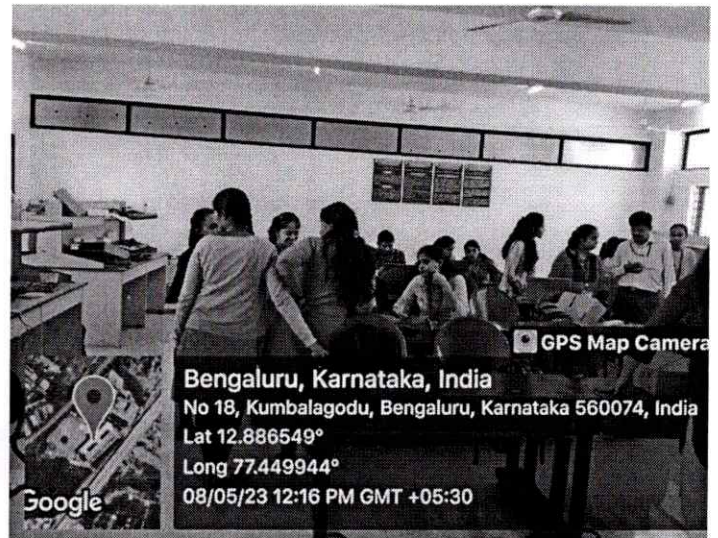 GPS Map Camera
Bengaluru, Karnataka, India
No 18, Kumbalagodu, Bengaluru, Karnataka 560074, India
Lat 12.886549°
Long 77.449944°
08/05/23 12:16 PM GMT +05:30
Google